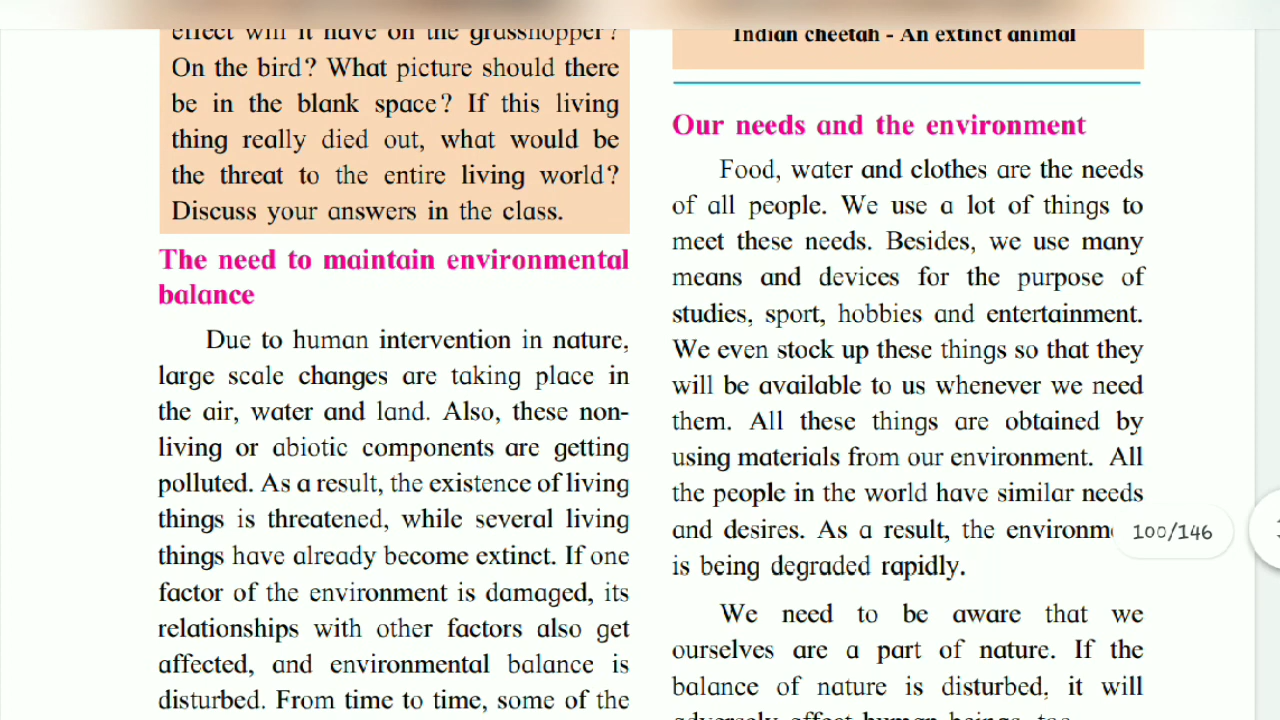 effect will it have on the grasshopper?
On the bird? What picture should there
be in the blank space? If this living
thing really died out, what would be
the threat to the entire living world?
Discuss your answers in the class.
The need to maintain environmental
balance
Due to human intervention in nature,
large scale changes are taking place in
the air, water and land. Also, these non-
living or abiotic components are getting
polluted. As a result, the existence of living
things is threatened, while several living
things have already become extinct. If one
factor of the environment is damaged, its
relationships with other factors also get
affected, and environmental balance is
disturbed. From time to time, some of the
Indian cheetah - An extinct animal
Our needs and the environment
Food, water and clothes are the needs
of all people. We use a lot of things to
meet these needs. Besides, we use many
means and devices for the purpose of
studies, sport, hobbies and entertainment.
We even stock up these things so that they
will be available to us whenever we need
them. All these things are obtained by
using materials from our environment. All
the people in the world have similar needs
and desires. As a result, the environm
is being degraded rapidly.
We need to be aware that we
ourselves are a part of nature. If the
balance of nature is disturbed, it will
adversely affect human beings, too.
100/146